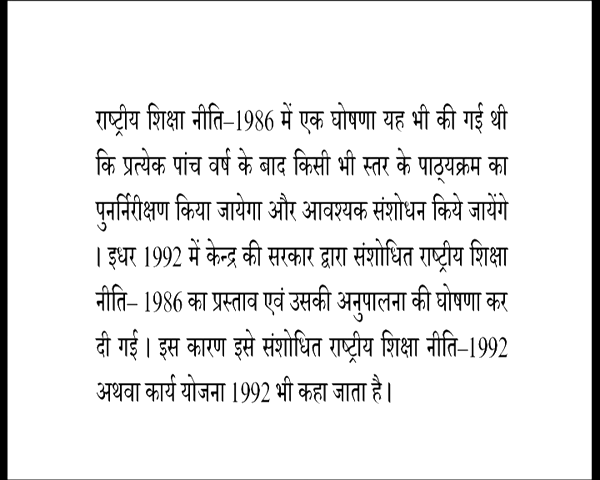 राष्ट्रीय शिक्षा नीति–1986 में एक घोषणा यह भी की गई थी
कि प्रत्येक पांच वर्ष के बाद किसी भी स्तर के पाठ्यक्रम का
पुनर्निरीक्षण किया जायेगा और आवश्यक संशोधन किये जायेंगे
। इधर 1992 में केन्द्र की सरकार द्वारा संशोधित राष्ट्रीय शिक्षा
नीति– 1986 का प्रस्ताव एवं उसकी अनुपालना की घोषणा कर
दी गई । इस कारण इसे संशोधित राष्ट्रीय शिक्षा नीति–1992
अथवा कार्य योजना 1992 भी कहा जाता है।